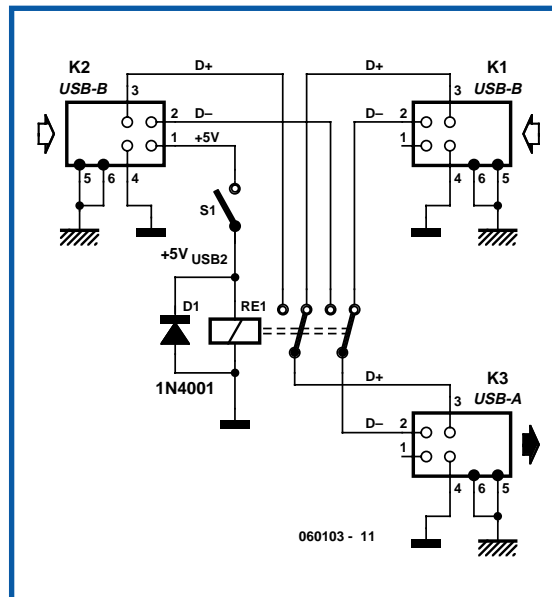 K2
USB-B
D+
3
2
D–
1
+5V
5
6
4
S1
+5V USB2
D1
RE1
1N4001
D+
K1
USB-B
3
D–
2
1
4
6
5
D+
K3
USB-A
3
D–
2
1
4
6
5
060103 - 11